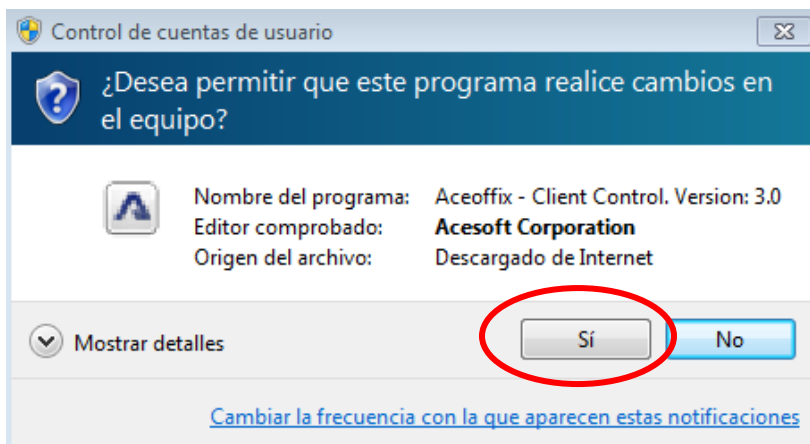 Control de cuentas de usuario
¿Desea permitir que este programa realice cambios en
el equipo?
Nombre del programa: Aceoffix - Client Control. Version: 3.0
Editor comprobado: Acesoft Corporation
Origen del archivo: Descargado de Internet
Mostrar detalles Sí No
Cambiar la frecuencia con la que aparecen estas notificaciones